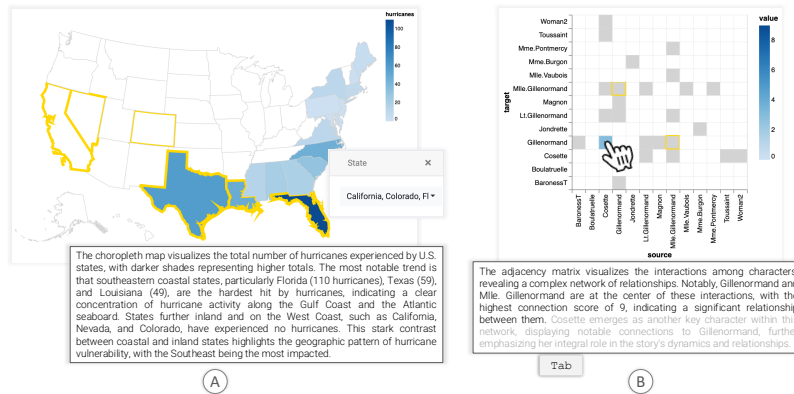 hurricanes
100
80
60
40
20
0
State ×
California, Colorado, Fl
The choropleth map visualizes the total number of hurricanes experienced by U.S.
states, with darker shades representing higher totals. The most notable trend is
that southeastern coastal states, particularly Florida (110 hurricanes), Texas (59),
and Louisiana (49), are the hardest hit by hurricanes, indicating a clear
concentration of hurricane activity along the Gulf Coast and the Atlantic
seaboard. States further inland and on the West Coast, such as California,
Nevada, and Colorado, have experienced no hurricanes. This stark contrast
between coastal and inland states highlights the geographic pattern of hurricane
vulnerability, with the Southeast being the most impacted.
A
value
8
6
4
2
0
target
Woman2
Toussaint
Mme.Pontmercy
Mme.Burgon
Mlle.Vaubois
Mlle.Gillenormand
Magnon
Lt.Gillenormand
Jondrette
Gillenormand
Cosette
Boulatruelle
BaronessT
BaronessT
Boulatruelle
Cosette
Gillenormand
Jondrette
Lt.Gillenormand
Magnon
Mlle.Gillenormand
Mlle.Vaubois
Mme.Burgon
Mme.Pontmercy
Toussaint
Woman2
source
The adjacency matrix visualizes the interactions among characters
revealing a complex network of relationships. Notably, Gillenormand and
Mlle. Gillenormand are at the center of these interactions, with the
highest connection score of 9, indicating a significant relationship
between them. Cosette emerges as another key character within this
network, displaying notable connections to Gillenormand, further
emphasizing her integral role in the story's dynamics and relationships.
Tab
B